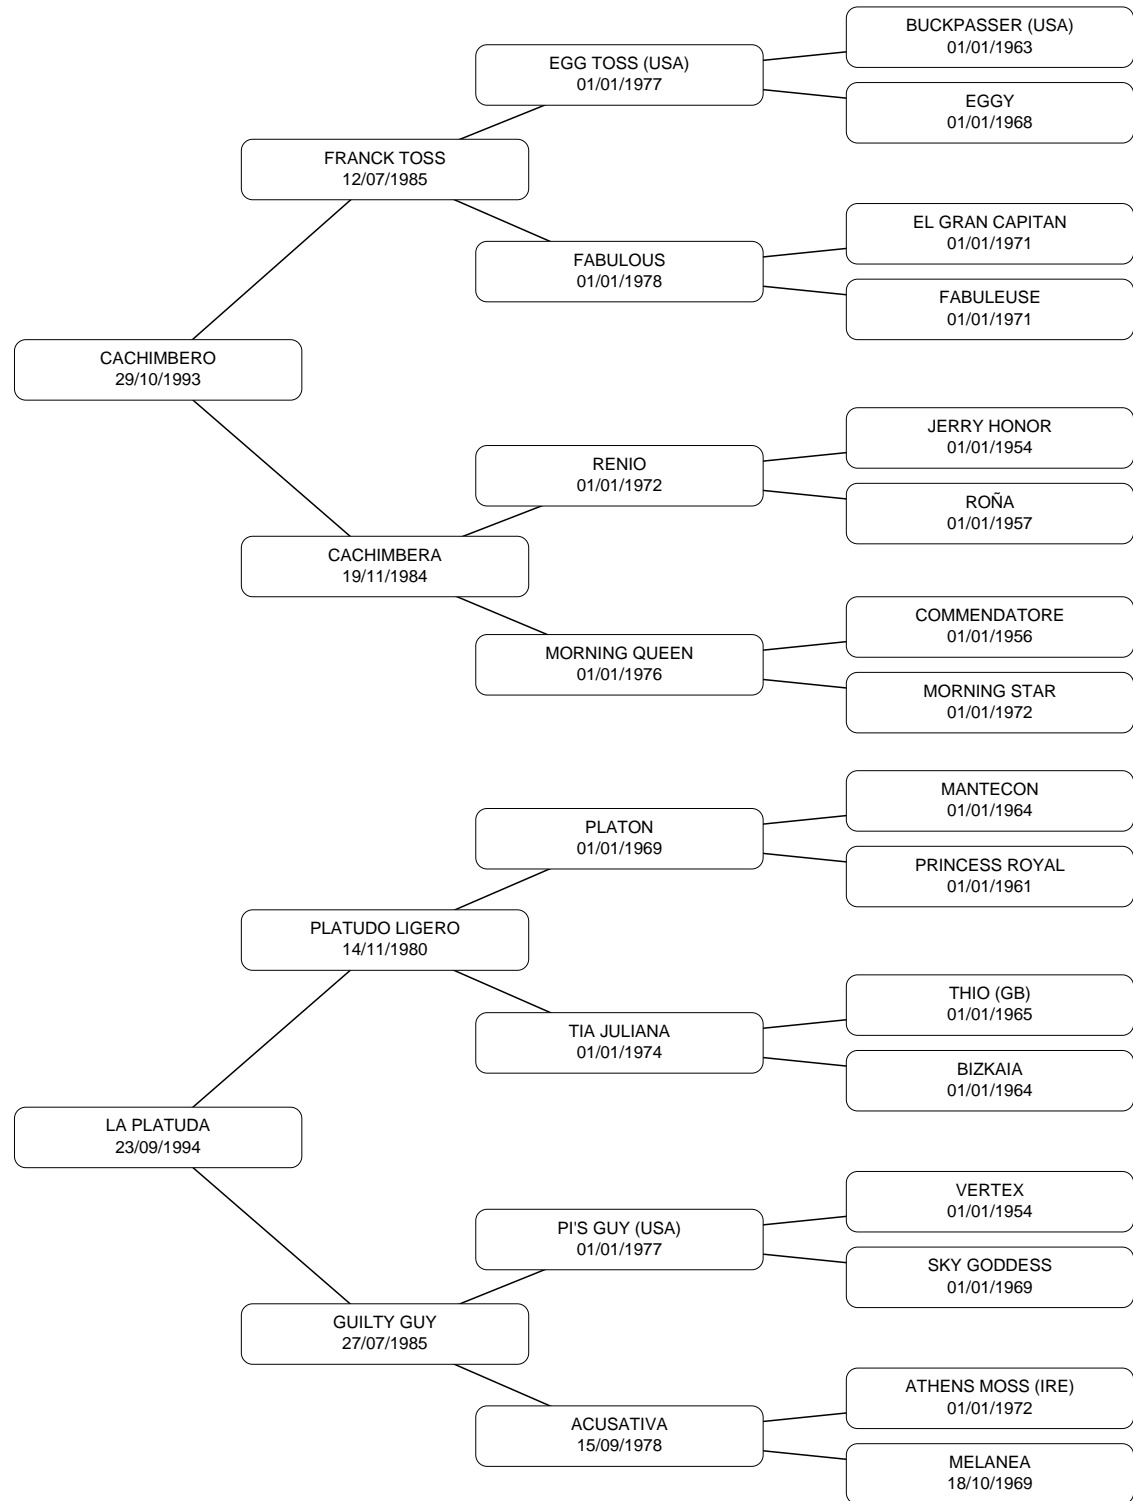 BUCKPASSER (USA)
01/01/1963
EGG TOSS (USA)
01/01/1977
EGGY
01/01/1968
FRANCK TOSS
12/07/1985
EL GRAN CAPITAN
01/01/1971
FABULOUS
01/01/1978
FABULEUSE
01/01/1971
CACHIMBERO
29/10/1993
JERRY HONOR
01/01/1954
RENIO
01/01/1972
ROÑA
01/01/1957
CACHIMBERA
19/11/1984
COMMENDATORE
01/01/1956
MORNING QUEEN
01/01/1976
MORNING STAR
01/01/1972
MANTECON
01/01/1964
PLATON
01/01/1969
PRINCESS ROYAL
01/01/1961
PLATUDO LIGERO
14/11/1980
THIO (GB)
01/01/1965
TIA JULIANA
01/01/1974
BIZKAIA
01/01/1964
LA PLATUDA
23/09/1994
VERTEX
01/01/1954
PI'S GUY (USA)
01/01/1977
SKY GODDESS
01/01/1969
GUILTY GUY
27/07/1985
ATHENS MOSS (IRE)
01/01/1972
ACUSATIVA
15/09/1978
MELANEA
18/10/1969